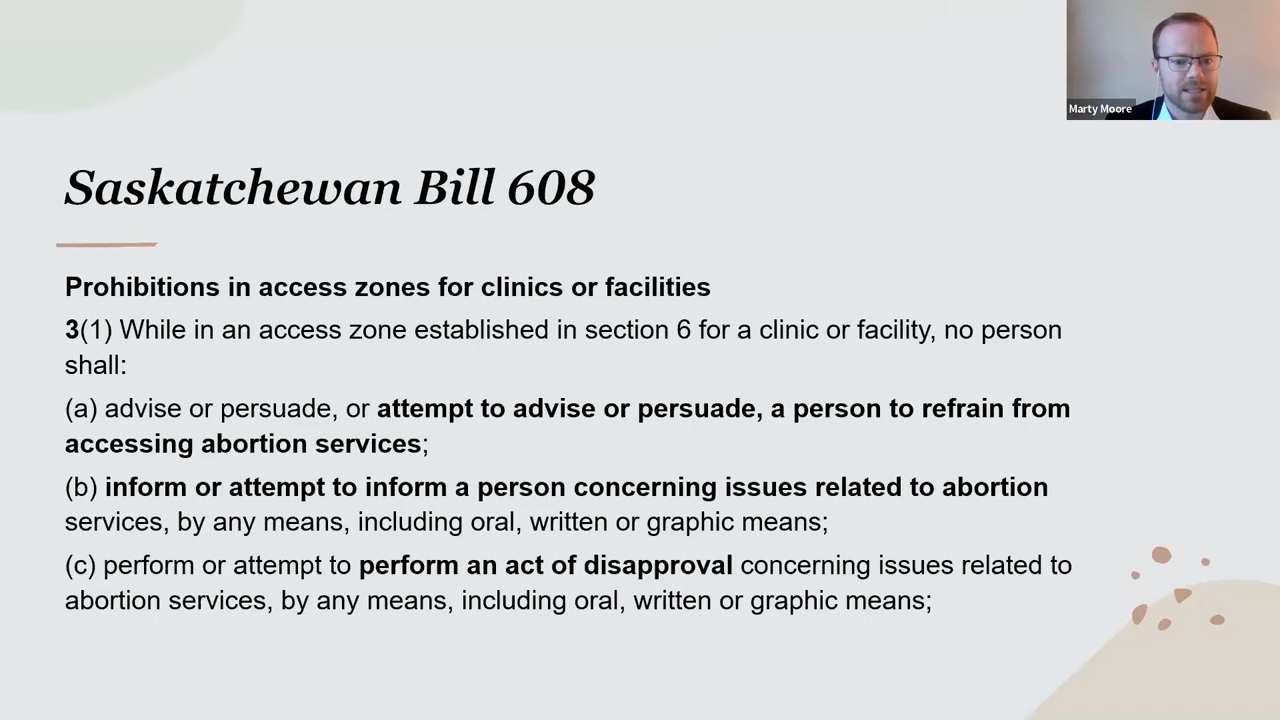 Marty Moore
Saskatchewan Bill 608
Prohibitions in access zones for clinics or facilities
3(1) While in an access zone established in section 6 for a clinic or facility, no person
shall:
(a) advise or persuade, or attempt to advise or persuade, a person to refrain from
accessing abortion services;
(b) inform or attempt to inform a person concerning issues related to abortion
services, by any means, including oral, written or graphic means;
(c) perform or attempt to perform an act of disapproval concerning issues related to
abortion services, by any means, including oral, written or graphic means;